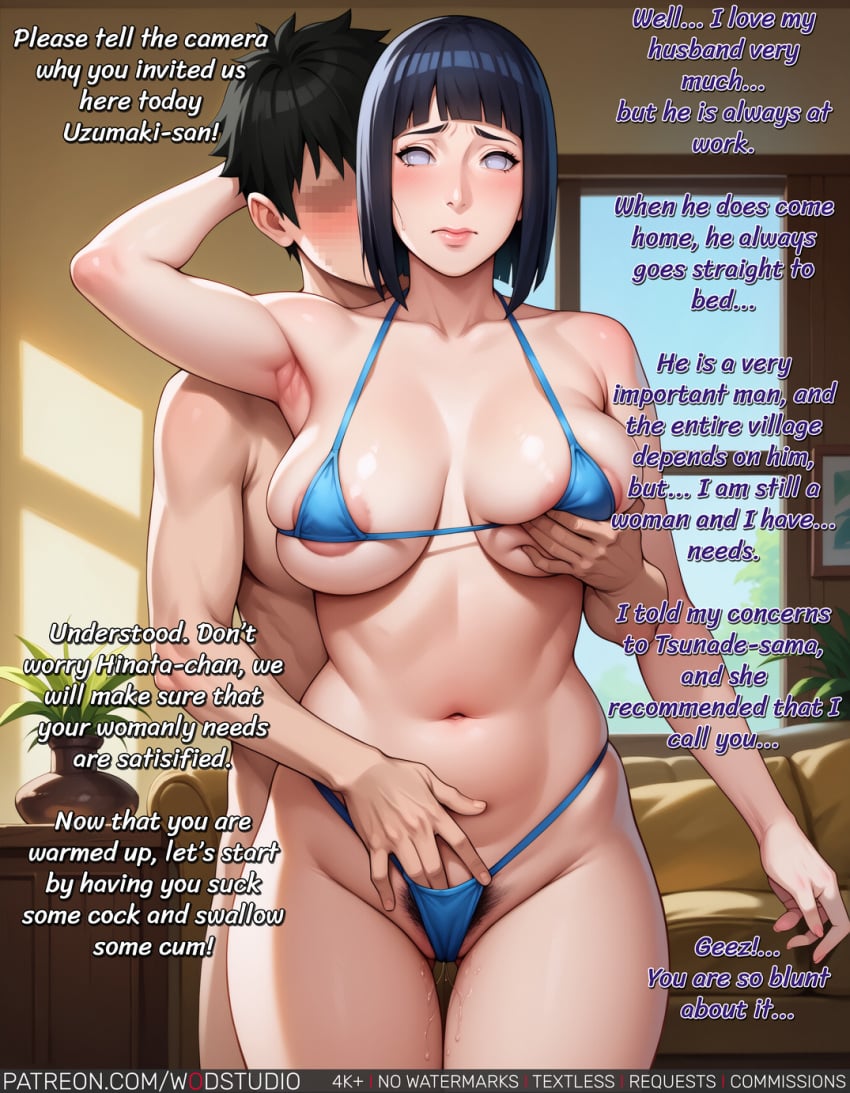 Please tell the camera
why you invited us
here today
Uzumaki-san!
Well... I love my
husband very
much...
but he is always at
work.
When he does come
home, he always
goes straight to
bed...
He is a very
important man, and
the entire village
depends on him,
but... I am still a
woman and I have...
needs.
I told my concerns
to Tsunade-sama,
and she
recommended that I
call you...
Understood. Don't
worry Hinata-chan, we
will make sure that
your womanly needs
are satisified.
Now that you are
warmed up, let's start
by having you suck
some cock and swallow
some cum!
Geez!...
You are so blunt
about it...
PATREON.COM/WODSTUDIO 4K+ | NO WATERMARKS | TEXTLESS | REQUESTS | COMMISSIONS